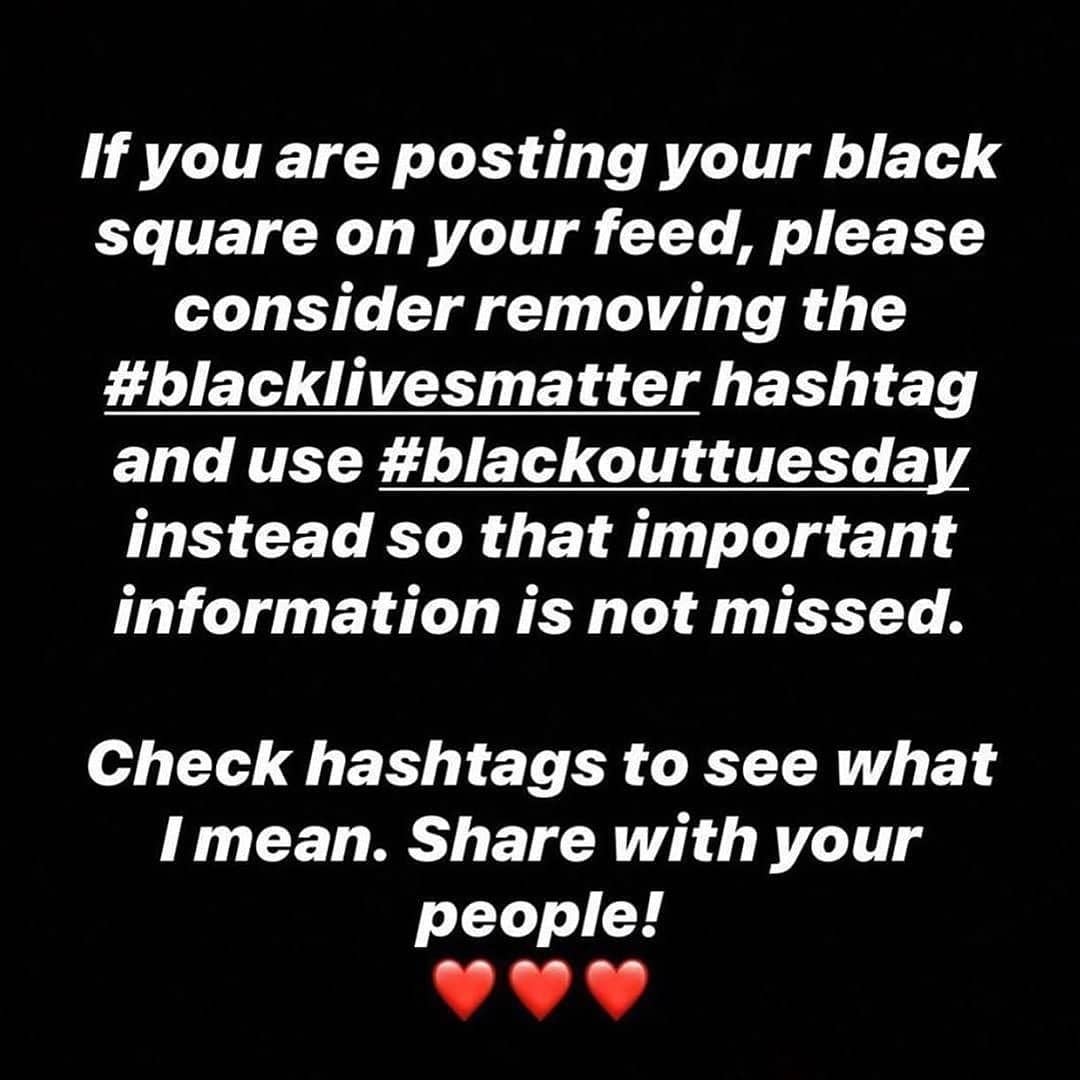 If you are posting your black
square on your feed, please
consider removing the
#blacklivesmatter hashtag
and use #blackouttuesday
instead so that important
information is not missed.
Check hashtags to see what
I mean. Share with your
people!
❤️❤️❤️